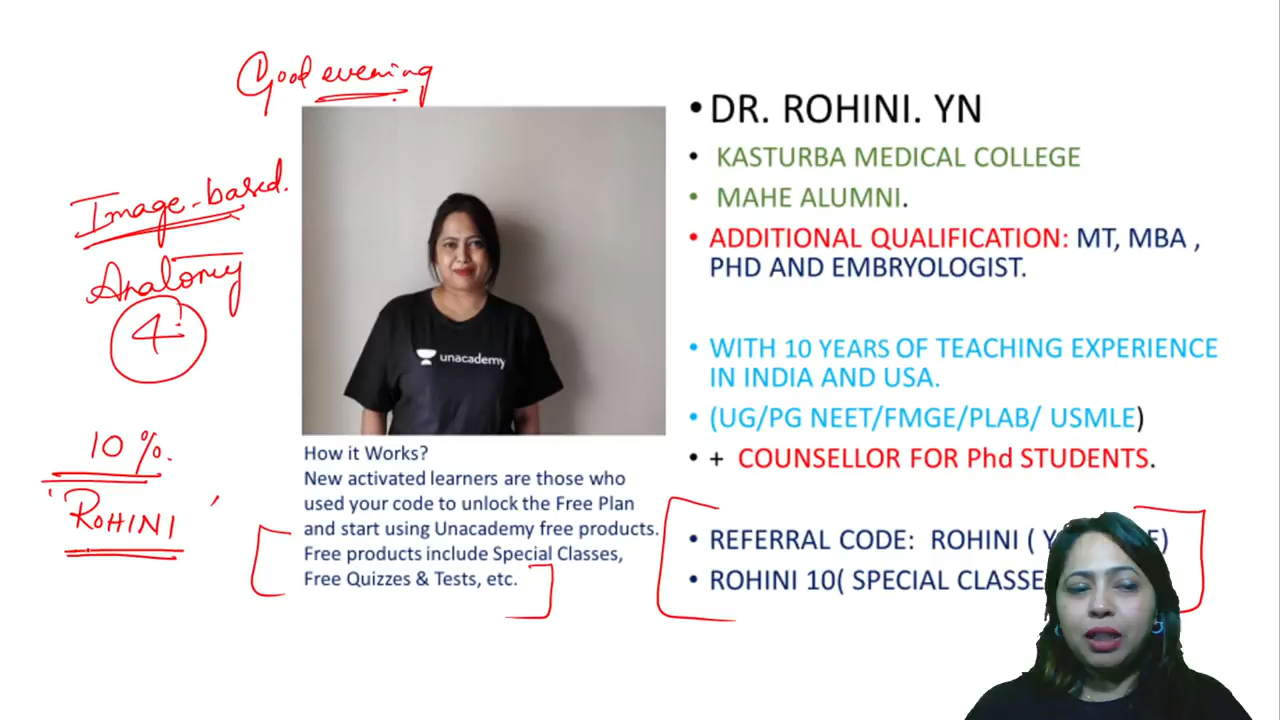 Good evening
Image-based.
Anatomy
4
10%.
'ROHINI'
unacademy
How it Works?
New activated learners are those who
used your code to unlock the Free Plan
and start using Unacademy free products.
Free products include Special Classes,
Free Quizzes & Tests, etc.
•DR. ROHINI. YN
• KASTURBA MEDICAL COLLEGE
• MAHE ALUMNI.
• ADDITIONAL QUALIFICATION: MT, MBA ,
PHD AND EMBRYOLOGIST.
• WITH 10 YEARS OF TEACHING EXPERIENCE
IN INDIA AND USA.
• (UG/PG NEET/FMGE/PLAB/ USMLE)
• + COUNSELLOR FOR Phd STUDENTS.
• REFERRAL CODE: ROHINI (
• ROHINI 10( SPECIAL